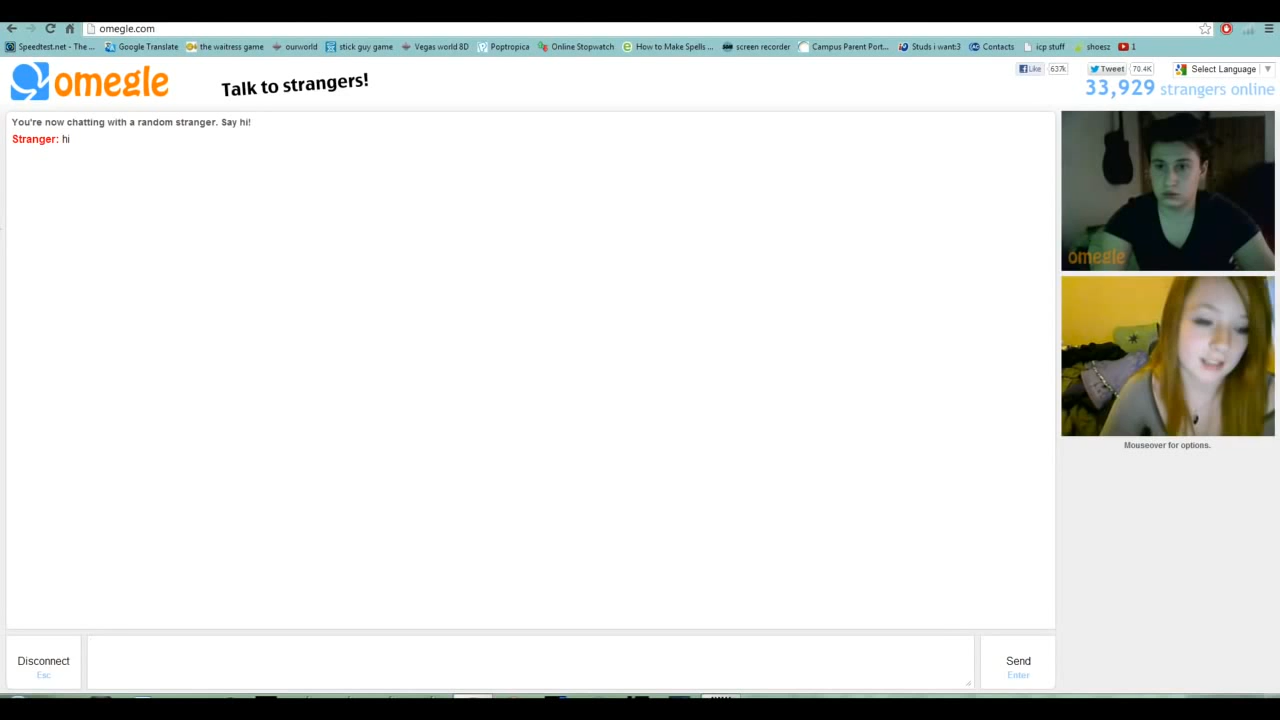 omegle.com
Speedtest.net - The ... Google Translate the waitress game ourworld stick guy game Vegas world 8D Poptropica Online Stopwatch How to Make Spells ... screen recorder Campus Parent Port... Studs i want:3 Contacts icp stuff shoesz 1
omegle Talk to strangers! Like 637k Tweet 70.4K Select Language
33,929 strangers online
You're now chatting with a random stranger. Say hi!
Stranger: hi
omegle
Mouseover for options.
Disconnect Send
Esc Enter